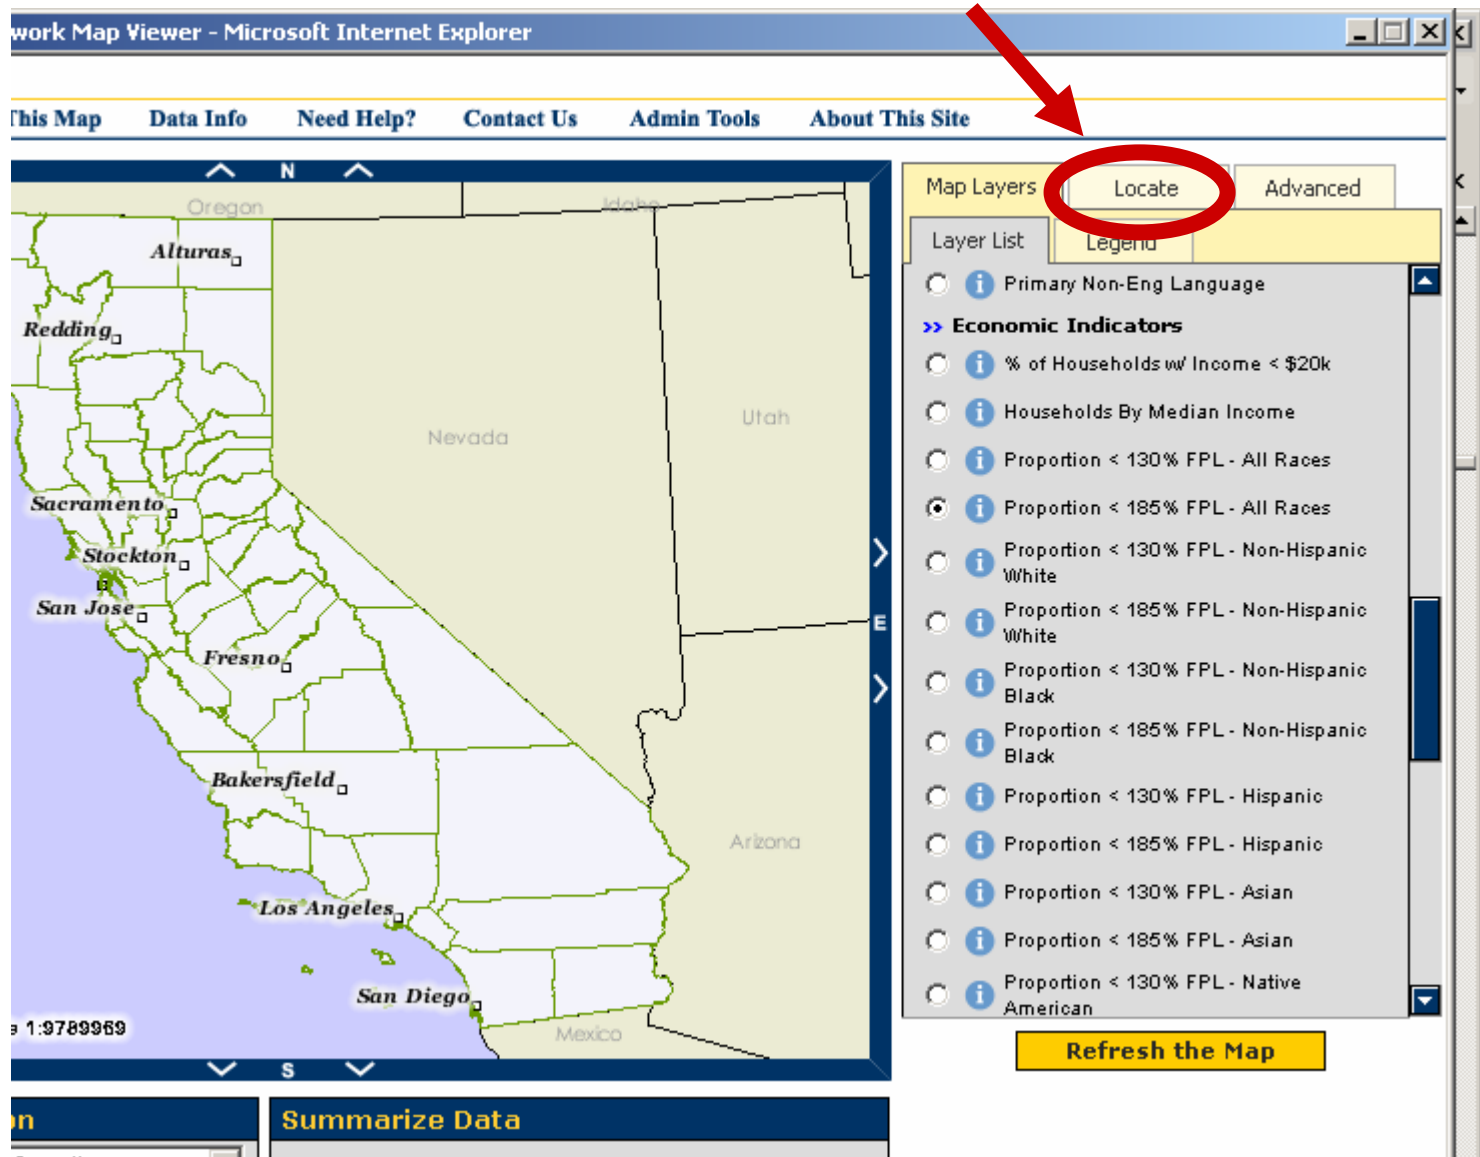 work Map Viewer - Microsoft Internet Explorer
This Map Data Info Need Help? Contact Us Admin Tools About This Site
N
Map Layers Locate Advanced
Layer List Legend
Oregon
Idaho
Alturas
Redding
Nevada
Utah
Sacramento
Stockton
San Jose
Fresno
E
Bakersfield
Arizona
Los Angeles
San Diego
Mexico
1:9789969
S
Primary Non-Eng Language
>> Economic Indicators
% of Households w/ Income < $20k
Households By Median Income
Proportion < 130% FPL - All Races
Proportion < 185% FPL - All Races
Proportion < 130% FPL - Non-Hispanic
White
Proportion < 185% FPL - Non-Hispanic
White
Proportion < 130% FPL - Non-Hispanic
Black
Proportion < 185% FPL - Non-Hispanic
Black
Proportion < 130% FPL - Hispanic
Proportion < 185% FPL - Hispanic
Proportion < 130% FPL - Asian
Proportion < 185% FPL - Asian
Proportion < 130% FPL - Native
American
Refresh the Map
on
Summarize Data